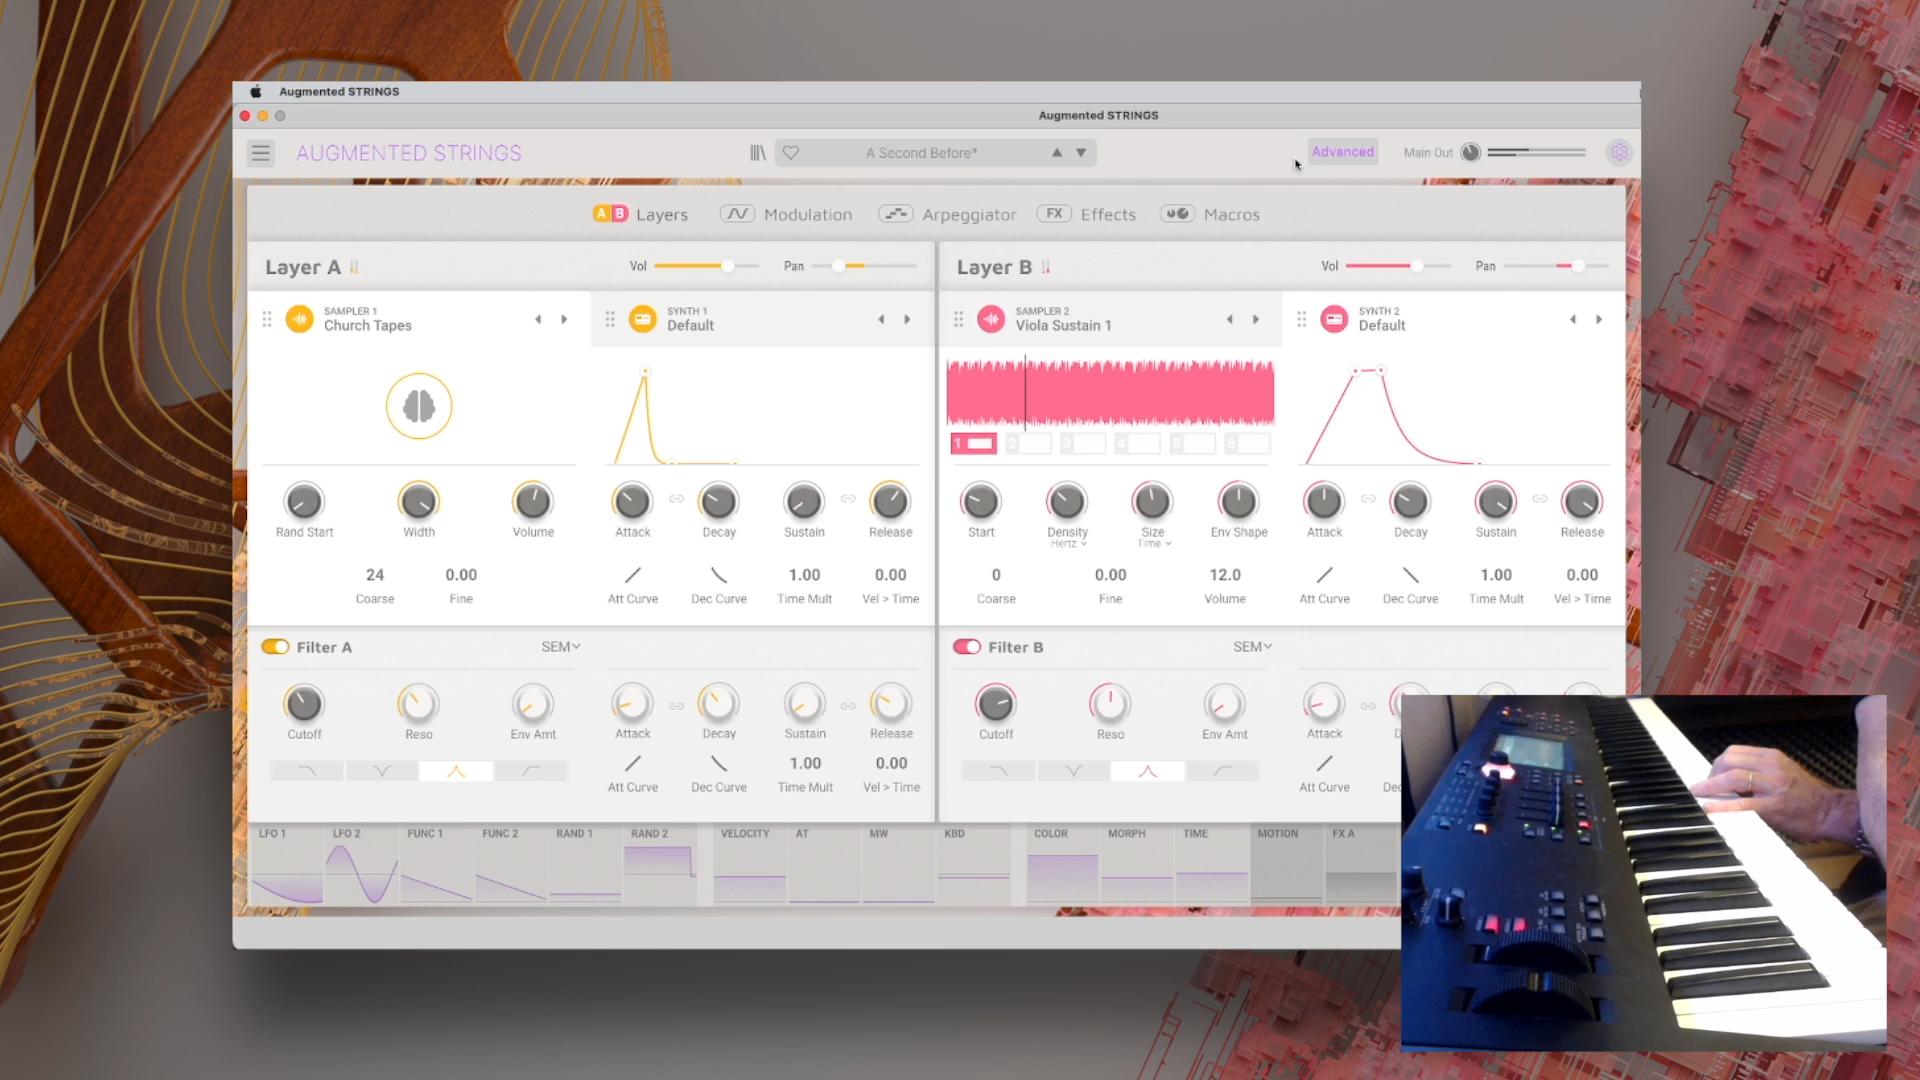 Augmented STRINGS
Augmented STRINGS
AUGMENTED STRINGS
A Second Before*
Advanced
Main Out
A B Layers
Modulation
Arpeggiator
FX Effects
Macros
Layer A
Vol
Pan
Layer B
Vol
Pan
SAMPLER 1
Church Tapes
SYNTH 1
Default
SAMPLER 2
Viola Sustain 1
SYNTH 2
Default
1 2 3 4 5 6
Rand Start Width Volume Attack Decay Sustain Release
Start Density Size Env Shape Attack Decay Sustain Release
Hertz Time
24 0.00 1.00 0.00
Coarse Fine Att Curve Dec Curve Time Mult Vel > Time
0 0.00 12.0 1.00 0.00
Coarse Fine Volume Att Curve Dec Curve Time Mult Vel > Time
Filter A SEM
Filter B SEM
Cutoff Reso Env Amt Attack Decay Sustain Release
Cutoff Reso Env Amt Attack D
1.00 0.00
Att Curve Dec Curve Time Mult Vel > Time
Att Curve Dec
LFO 1 LFO 2 FUNC 1 FUNC 2 RAND 1 RAND 2 VELOCITY AT MW KBD COLOR MORPH TIME MOTION FX A